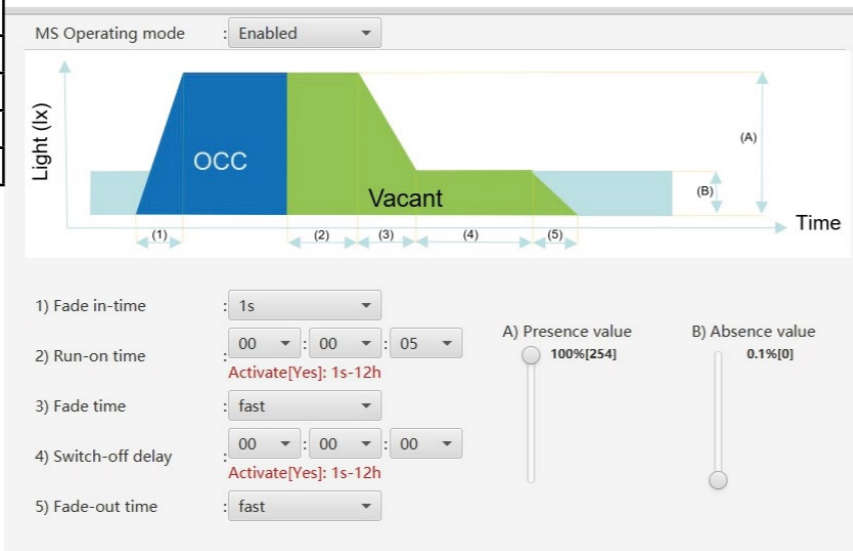 MS Operating mode : Enabled
Light (lx)
OCC
Vacant
(A)
(B)
Time
(1) (2) (3) (4) (5)
1) Fade in-time : 1s
2) Run-on time : 00 : 00 : 05
Activate[Yes]: 1s-12h
3) Fade time : fast
4) Switch-off delay : 00 : 00 : 00
Activate[Yes]: 1s-12h
5) Fade-out time : fast
A) Presence value
100%[254]
B) Absence value
0.1%[0]